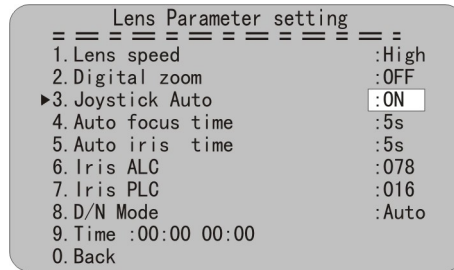 Lens Parameter setting
1. Lens speed :High
2. Digital zoom :OFF
▶3. Joystick Auto :ON
4. Auto focus time :5s
5. Auto iris time :5s
6. Iris ALC :078
7. Iris PLC :016
8. D/N Mode :Auto
9. Time :00:00 00:00
0. Back